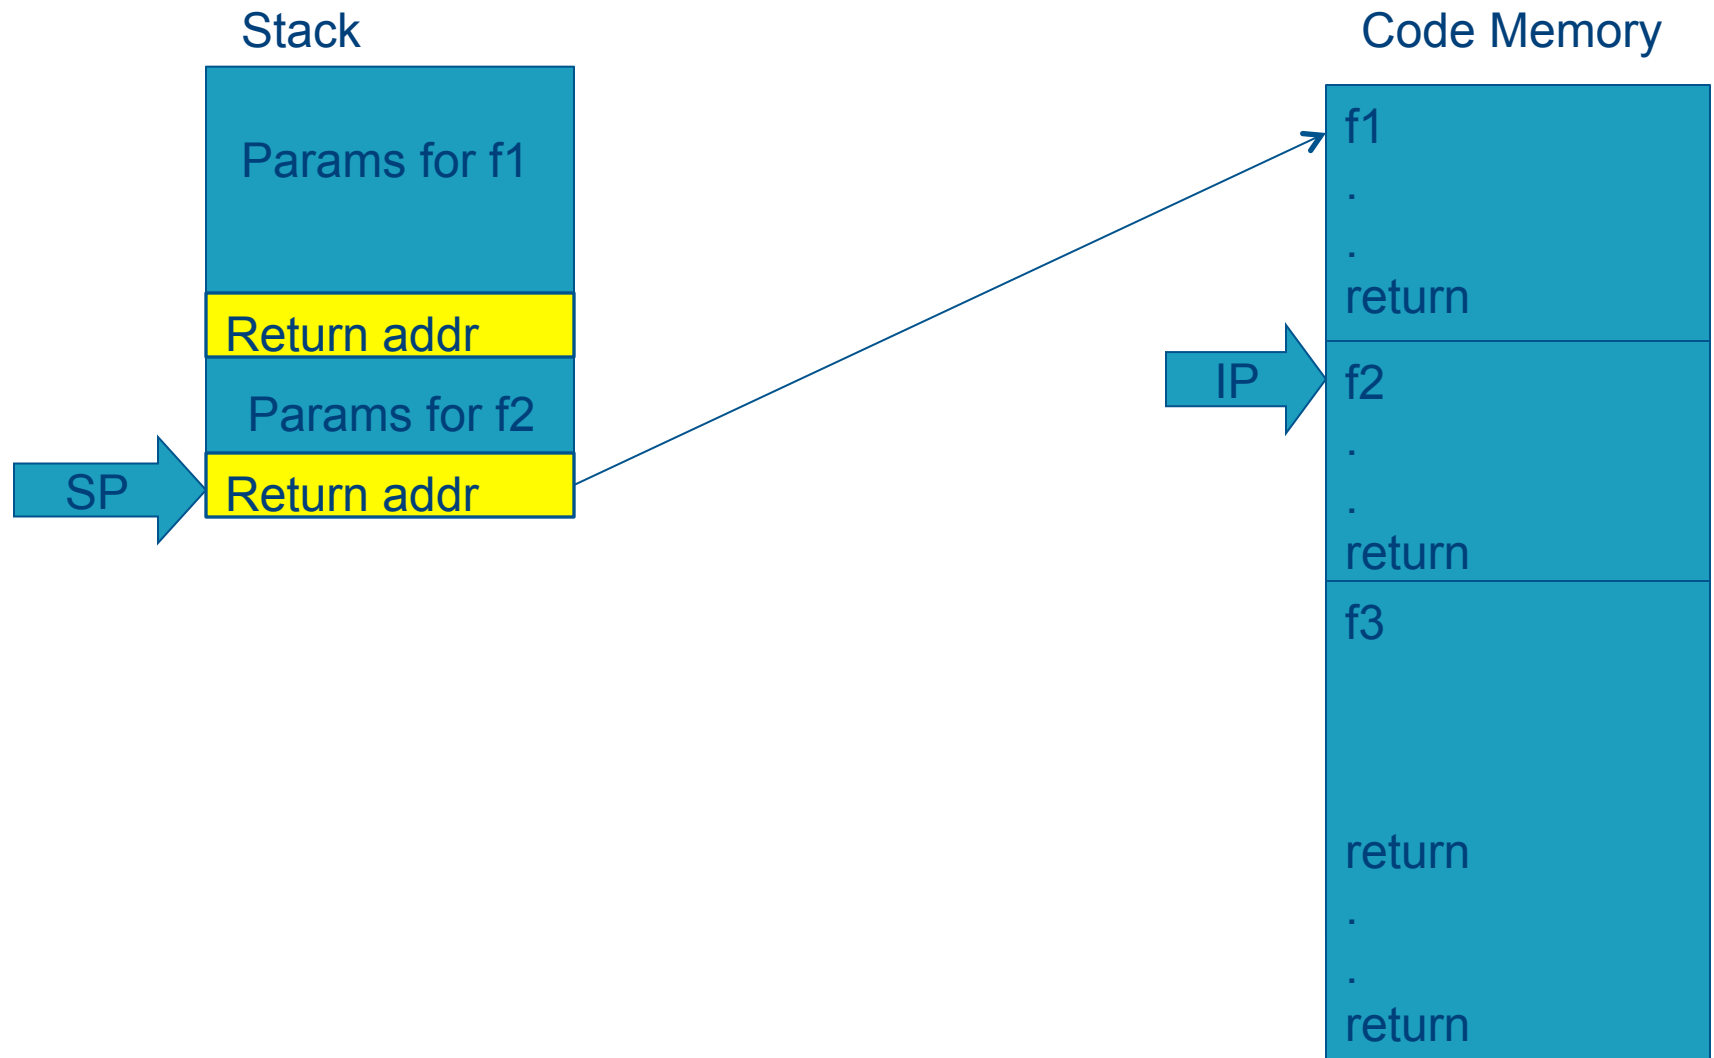 Stack
Params for f1
Return addr
Params for f2
SP
Return addr
Code Memory
f1
.
.
return
IP
f2
.
.
return
f3
return
.
.
return